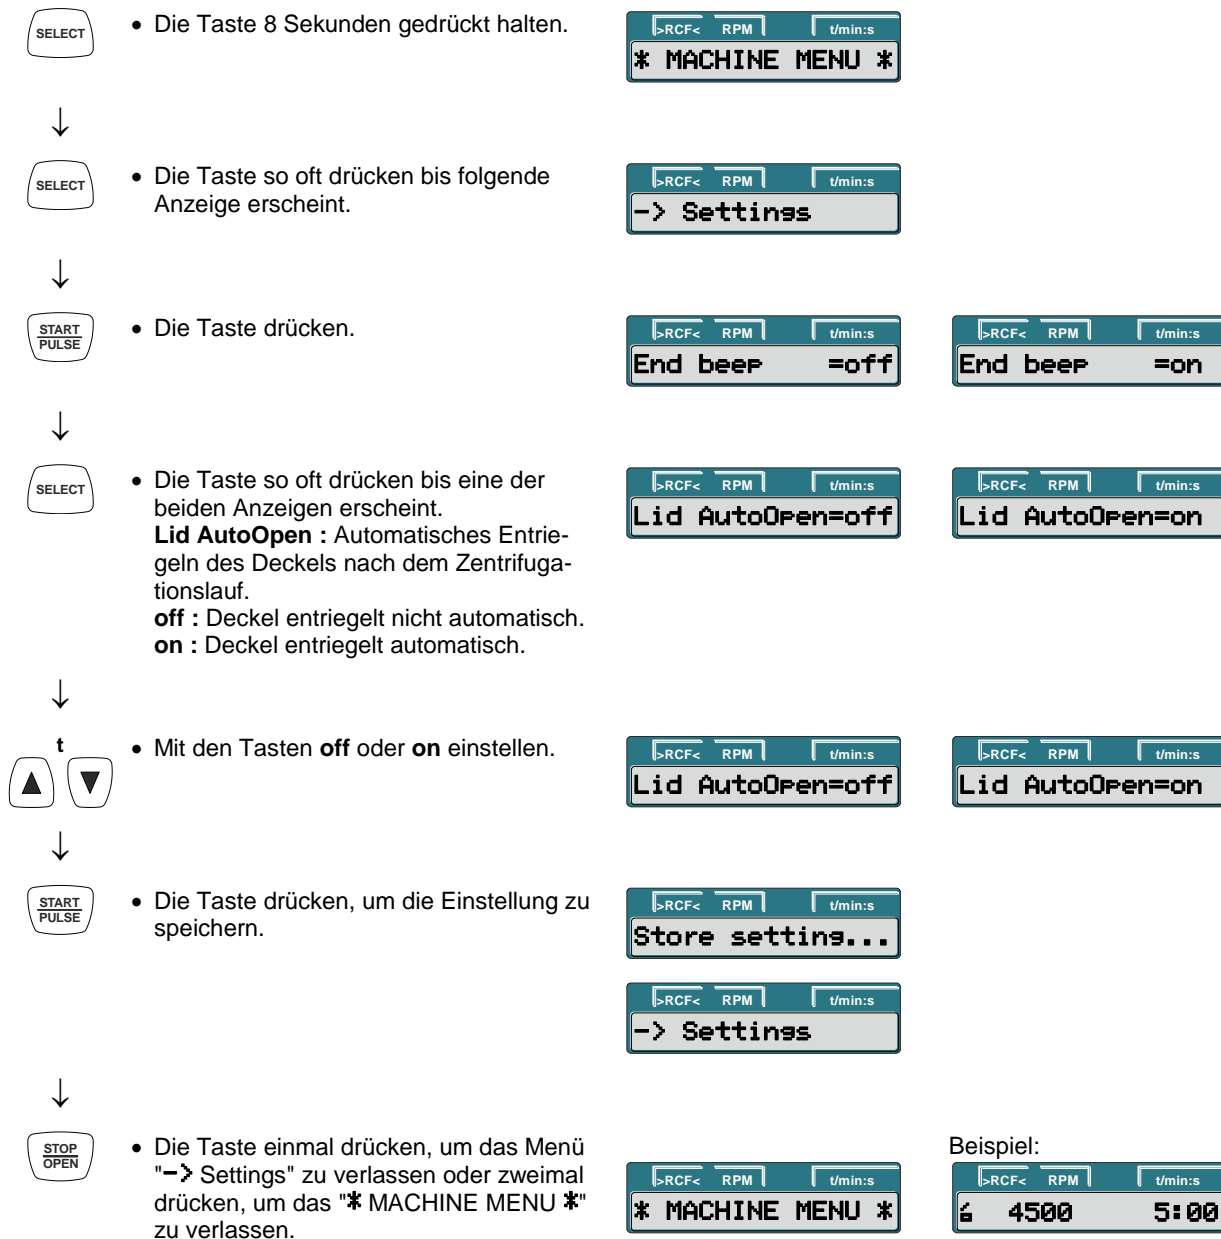 SELECT
• Die Taste 8 Sekunden gedrückt halten.
>RCF< RPM t/min:s
* MACHINE MENU *
↓
SELECT
• Die Taste so oft drücken bis folgende
Anzeige erscheint.
>RCF< RPM t/min:s
-> Settings
↓
START
PULSE
• Die Taste drücken.
>RCF< RPM t/min:s
End beep =off
>RCF< RPM t/min:s
End beep =on
↓
SELECT
• Die Taste so oft drücken bis eine der
beiden Anzeigen erscheint.
Lid AutoOpen : Automatisches Entrie-
geln des Deckels nach dem Zentrifuga-
tionslauf.
off : Deckel entriegelt nicht automatisch.
on : Deckel entriegelt automatisch.
>RCF< RPM t/min:s
Lid AutoOpen=off
>RCF< RPM t/min:s
Lid AutoOpen=on
↓
t
▲ ▼
• Mit den Tasten off oder on einstellen.
>RCF< RPM t/min:s
Lid AutoOpen=off
>RCF< RPM t/min:s
Lid AutoOpen=on
↓
START
PULSE
• Die Taste drücken, um die Einstellung zu
speichern.
>RCF< RPM t/min:s
Store setting...
>RCF< RPM t/min:s
-> Settings
↓
STOP
OPEN
• Die Taste einmal drücken, um das Menü
"-> Settings" zu verlassen oder zweimal
drücken, um das "* MACHINE MENU *"
zu verlassen.
>RCF< RPM t/min:s
* MACHINE MENU *
Beispiel:
>RCF< RPM t/min:s
4500 5:00